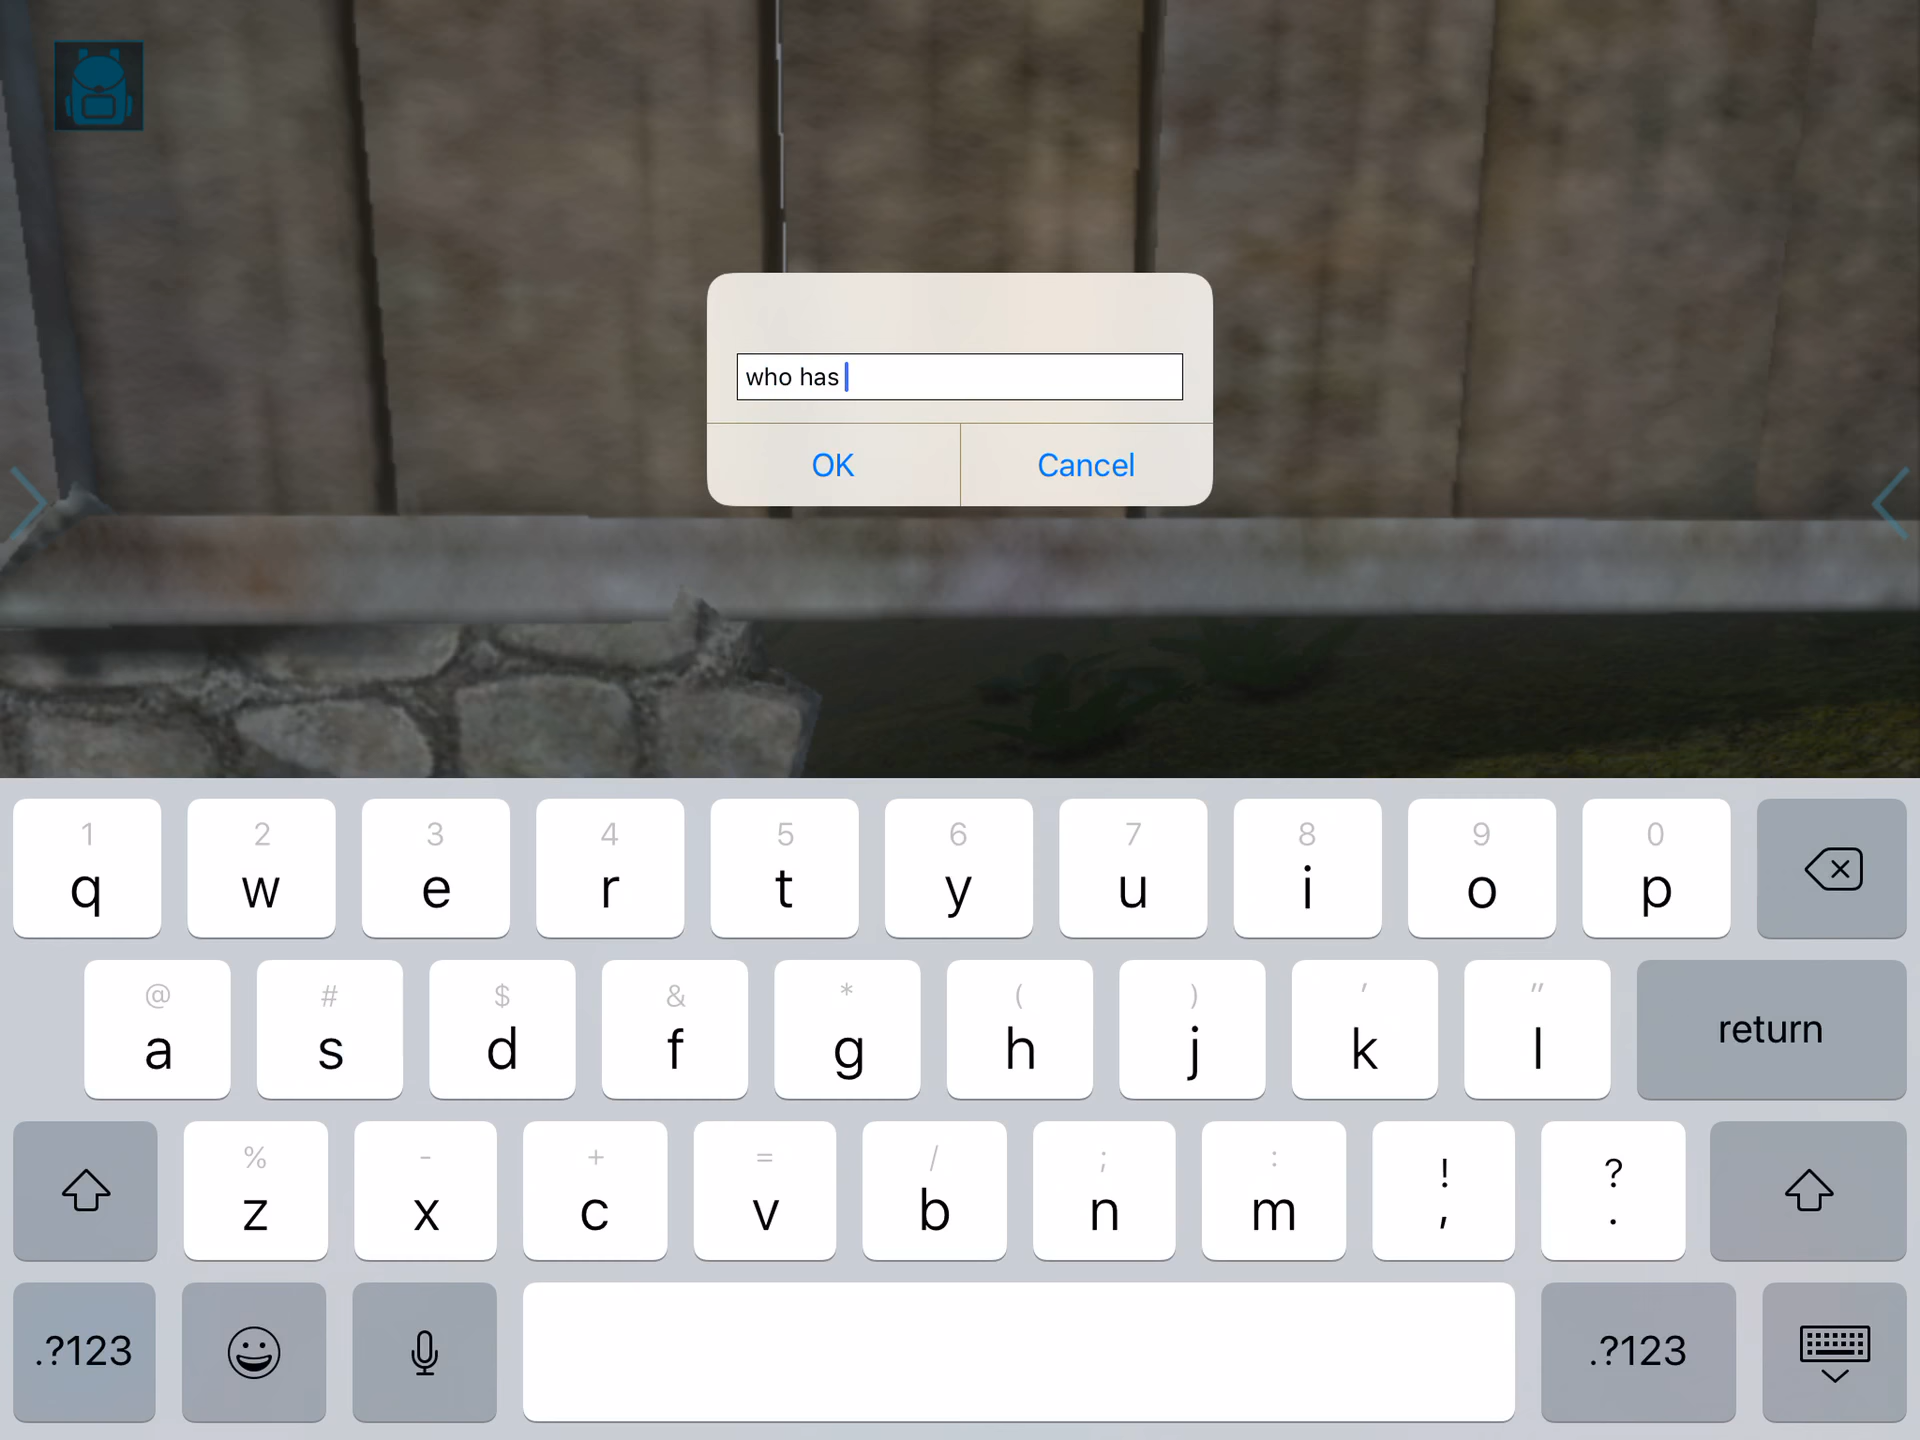 who has
OK Cancel
1 2 3 4 5 6 7 8 9 0
q w e r t y u i o p
@ # $ & * ( ) ' "
a s d f g h j k l return
% - + = / ; : ! ?
z x c v b n m , .
.?123 .?123